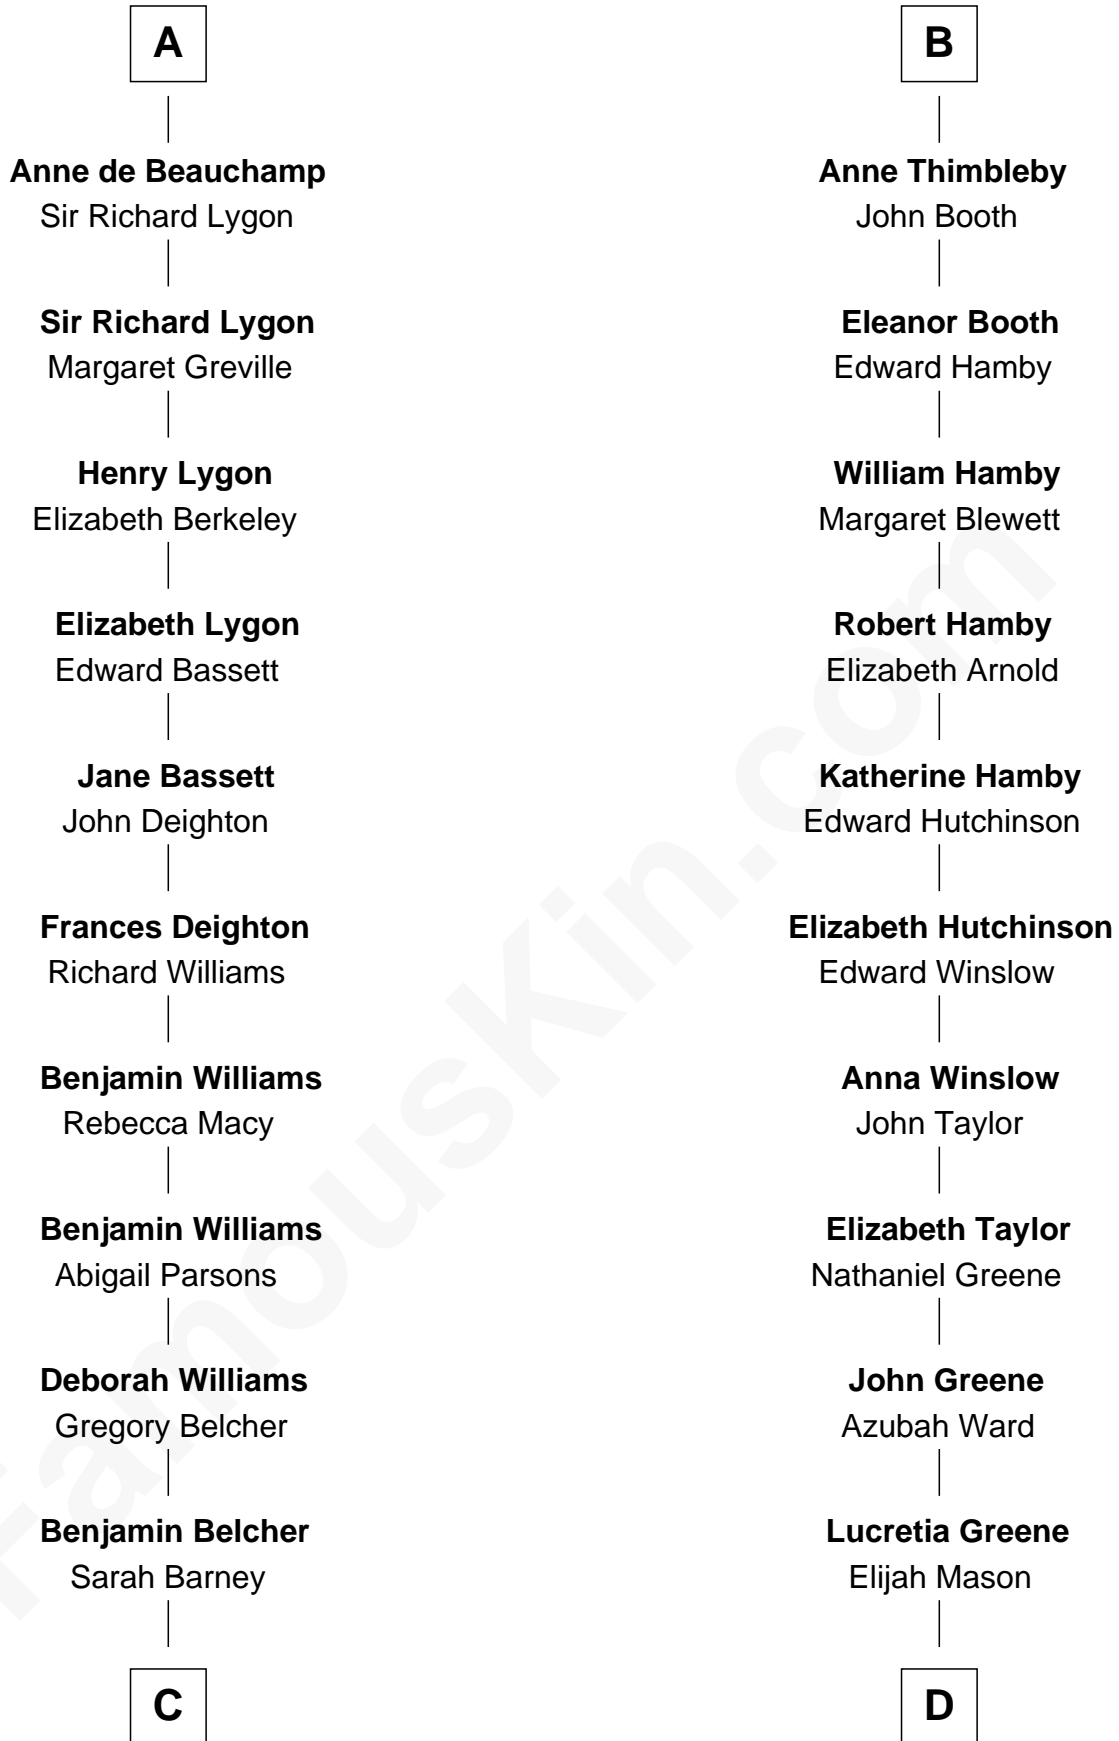 A
Anne de Beauchamp
Sir Richard Lygon
Sir Richard Lygon
Margaret Greville
Henry Lygon
Elizabeth Berkeley
Elizabeth Lygon
Edward Bassett
Jane Bassett
John Deighton
Frances Deighton
Richard Williams
Benjamin Williams
Rebecca Macy
Benjamin Williams
Abigail Parsons
Deborah Williams
Gregory Belcher
Benjamin Belcher
Sarah Barney
C
B
Anne Thimbleby
John Booth
Eleanor Booth
Edward Hamby
William Hamby
Margaret Blewett
Robert Hamby
Elizabeth Arnold
Katherine Hamby
Edward Hutchinson
Elizabeth Hutchinson
Edward Winslow
Anna Winslow
John Taylor
Elizabeth Taylor
Nathaniel Greene
John Greene
Azubah Ward
Lucretia Greene
Elijah Mason
D
FamousKin.com